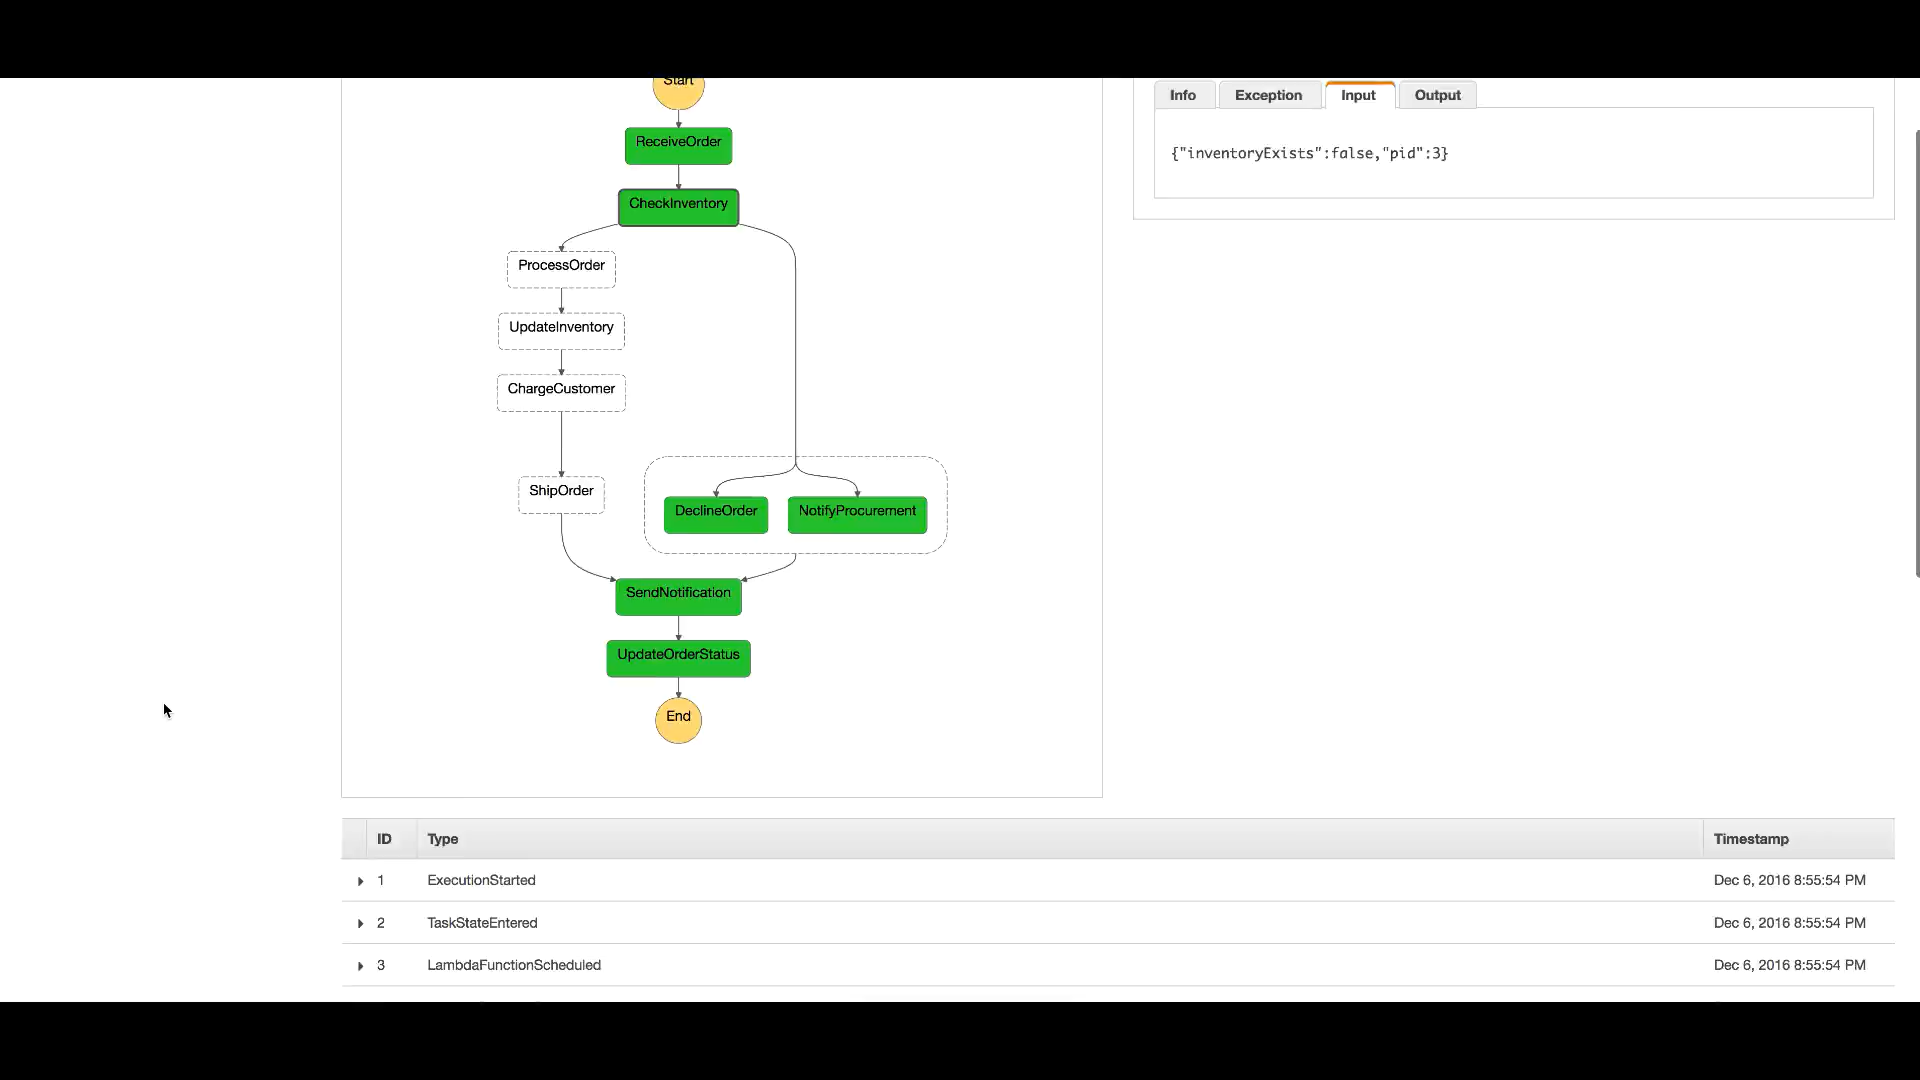 Start
ReceiveOrder
CheckInventory
ProcessOrder
UpdateInventory
ChargeCustomer
ShipOrder
DeclineOrder
NotifyProcurement
SendNotification
UpdateOrderStatus
End
Info
Exception
Input
Output
{"inventoryExists":false,"pid":3}
ID Type Timestamp
1 ExecutionStarted Dec 6, 2016 8:55:54 PM
2 TaskStateEntered Dec 6, 2016 8:55:54 PM
3 LambdaFunctionScheduled Dec 6, 2016 8:55:54 PM